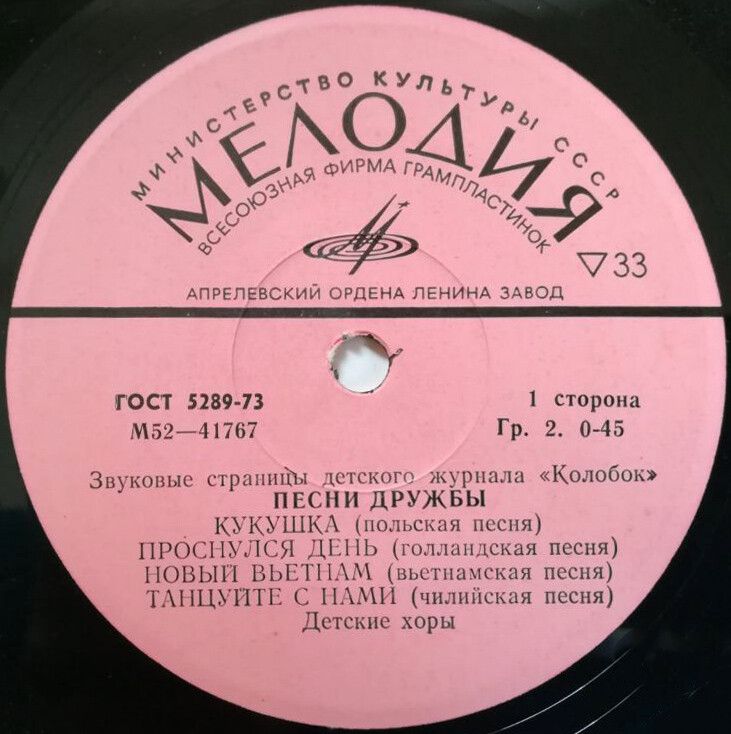 МИНИСТЕРСТВО КУЛЬТУРЫ СССР
МЕЛОДИЯ
ВСЕСОЮЗНАЯ ФИРМА ГРАМПЛАСТИНОК
▽33
АПРЕЛЕВСКИЙ ОРДЕНА ЛЕНИНА ЗАВОД
ГОСТ 5289-73
1 сторона
М52—41767
Гр. 2. 0-45
Звуковые страницы детского журнала «Колобок»
ПЕСНИ ДРУЖБЫ
КУКУШКА (польская песня)
ПРОСНУЛСЯ ДЕНЬ (голландская песня)
НОВЫЙ ВЬЕТНАМ (вьетнамская песня)
ТАНЦУЙТЕ С НАМИ (чилийская песня)
Детские хоры